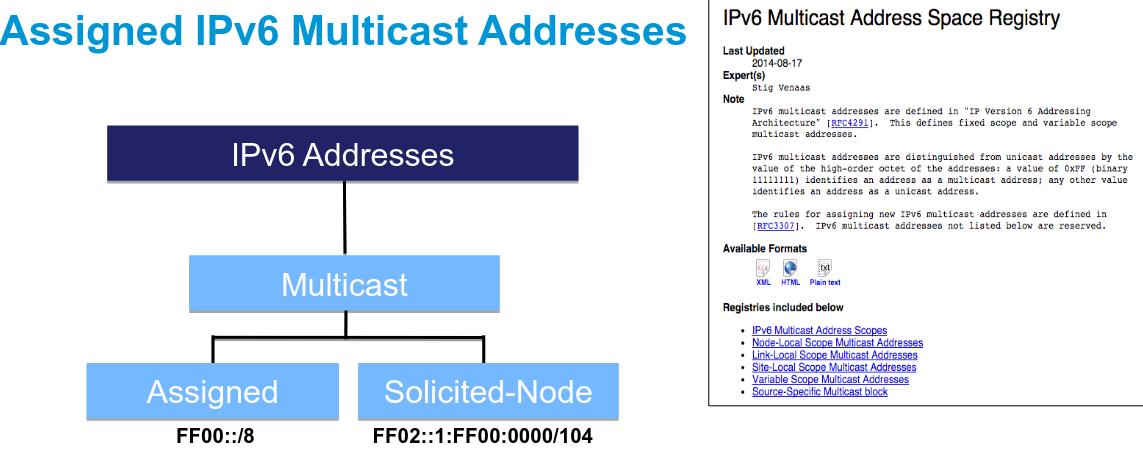 Assigned IPv6 Multicast Addresses
IPv6 Addresses
Multicast
Assigned
Solicited-Node
FF00::/8
FF02::1:FF00:0000/104
IPv6 Multicast Address Space Registry
Last Updated
2014-08-17
Expert(s)
Stig Venaas
Note
IPv6 multicast addresses are defined in "IP Version 6 Addressing
Architecture" [RFC4291]. This defines fixed scope and variable scope
multicast addresses.
IPv6 multicast addresses are distinguished from unicast addresses by the
value of the high-order octet of the addresses: a value of 0xFF (binary
11111111) identifies an address as a multicast address; any other value
identifies an address as a unicast address.
The rules for assigning new IPv6 multicast addresses are defined in
[RFC3307]. IPv6 multicast addresses not listed below are reserved.
Available Formats
XML HTML Plain text
Registries included below
• IPv6 Multicast Address Scopes
• Node-Local Scope Multicast Addresses
• Link-Local Scope Multicast Addresses
• Site-Local Scope Multicast Addresses
• Variable Scope Multicast Addresses
• Source-Specific Multicast block